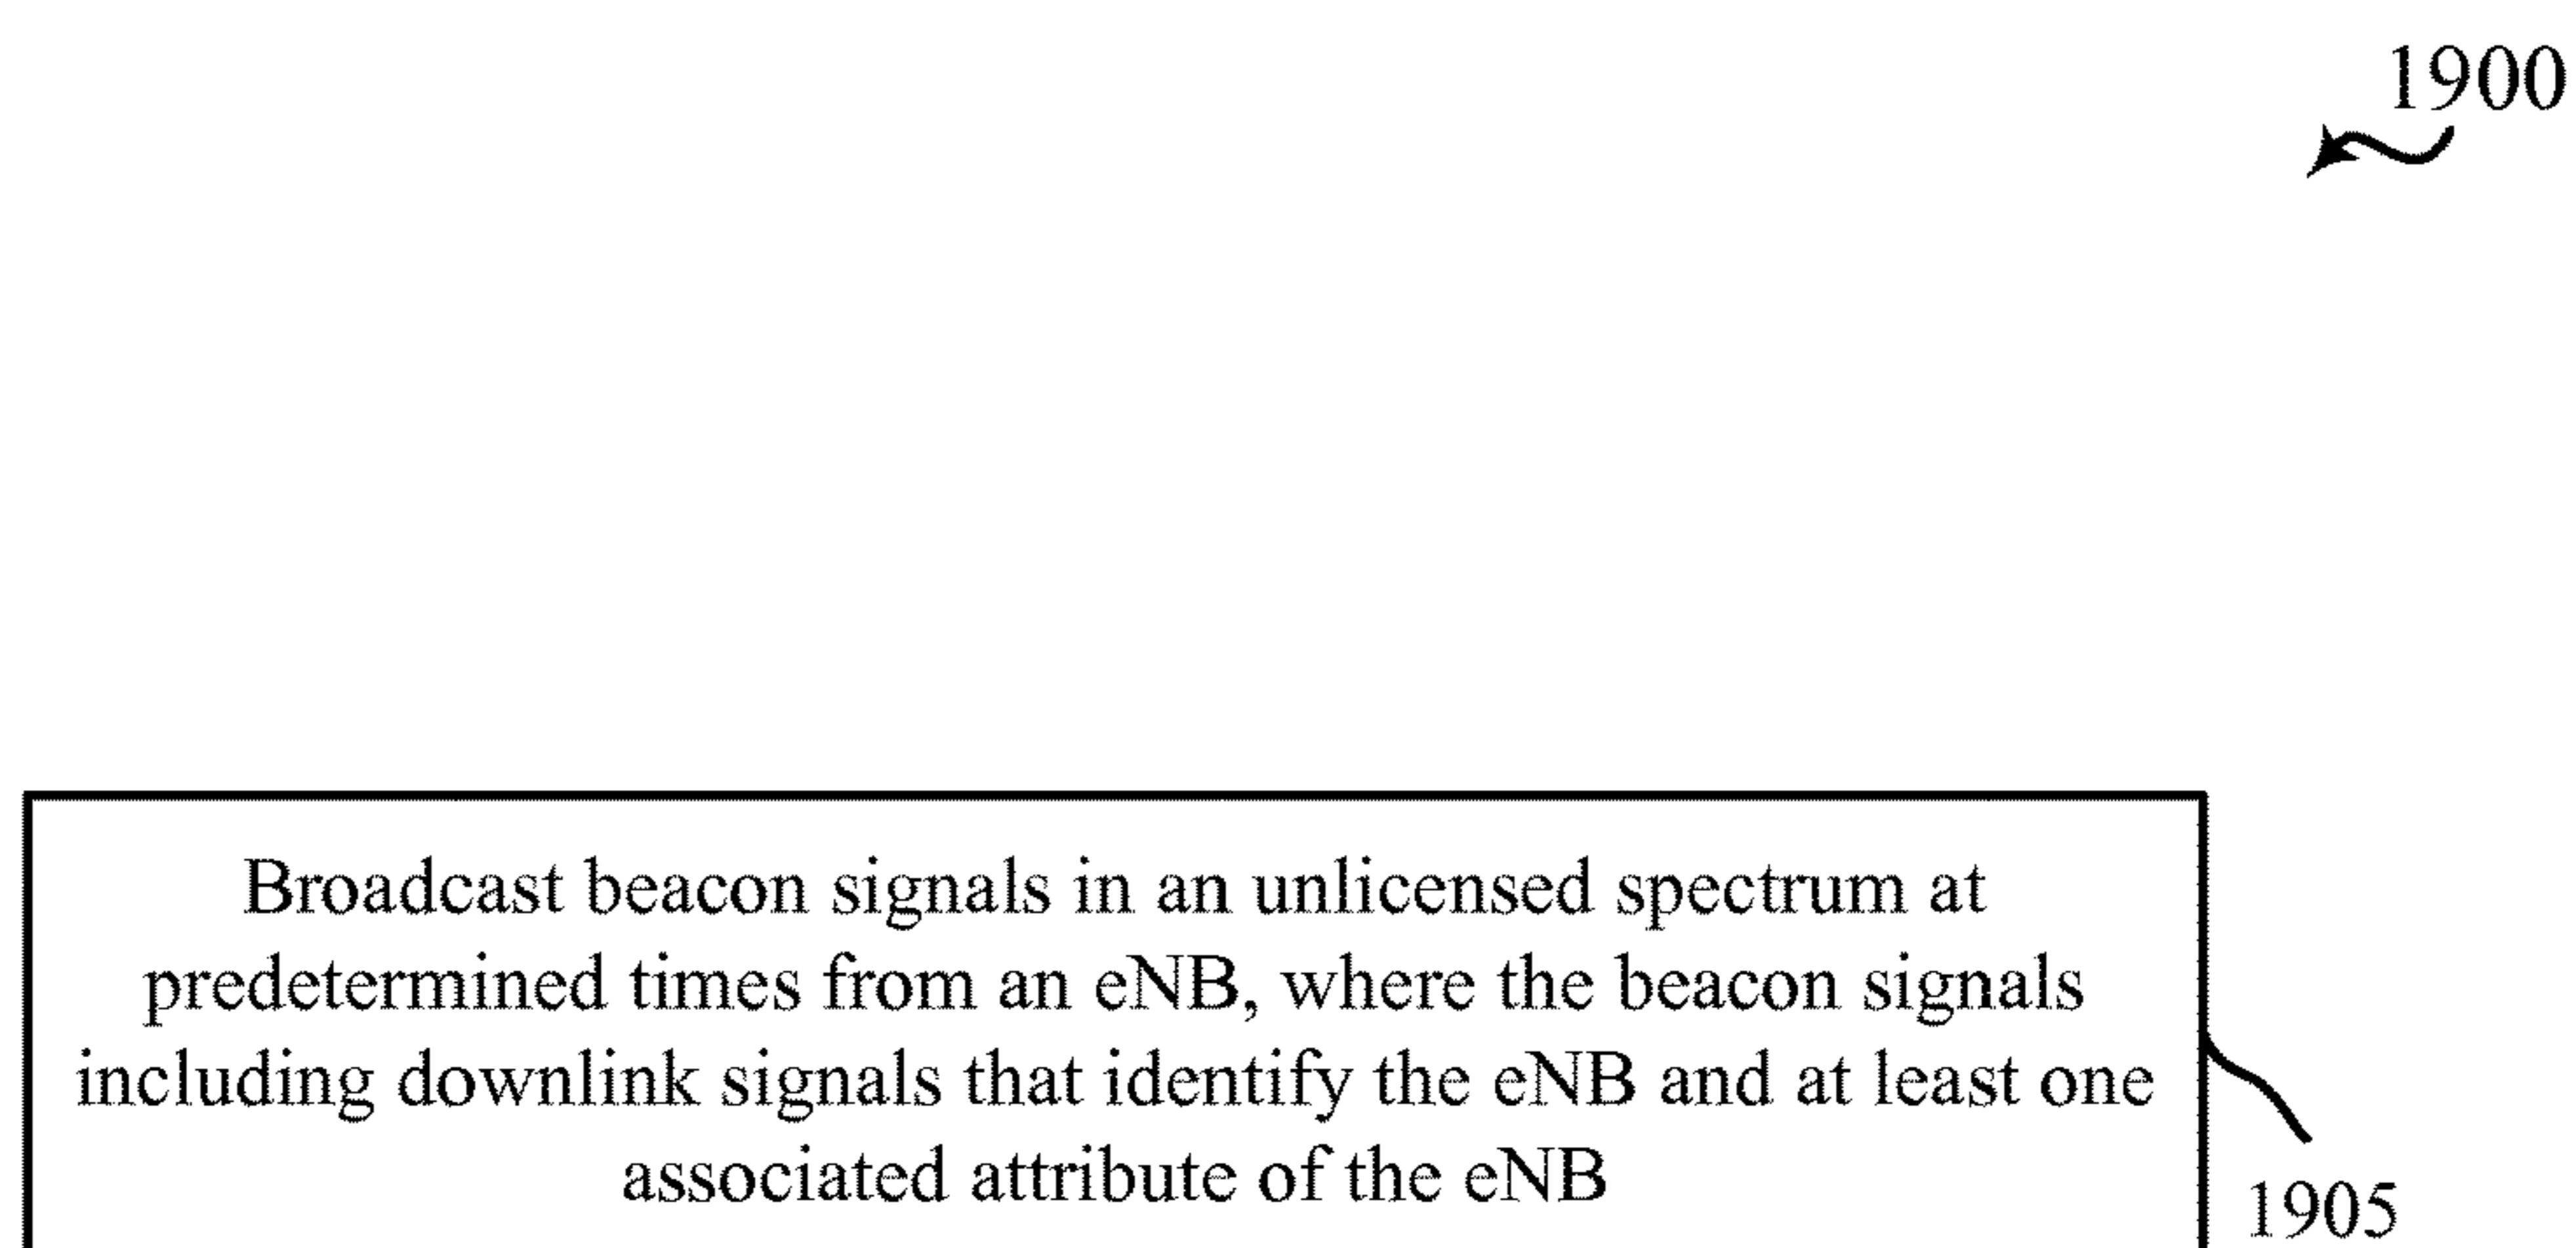 1900
Broadcast beacon signals in an unlicensed spectrum at
predetermined times from an eNB, where the beacon signals
including downlink signals that identify the eNB and at least one
associated attribute of the eNB
1905